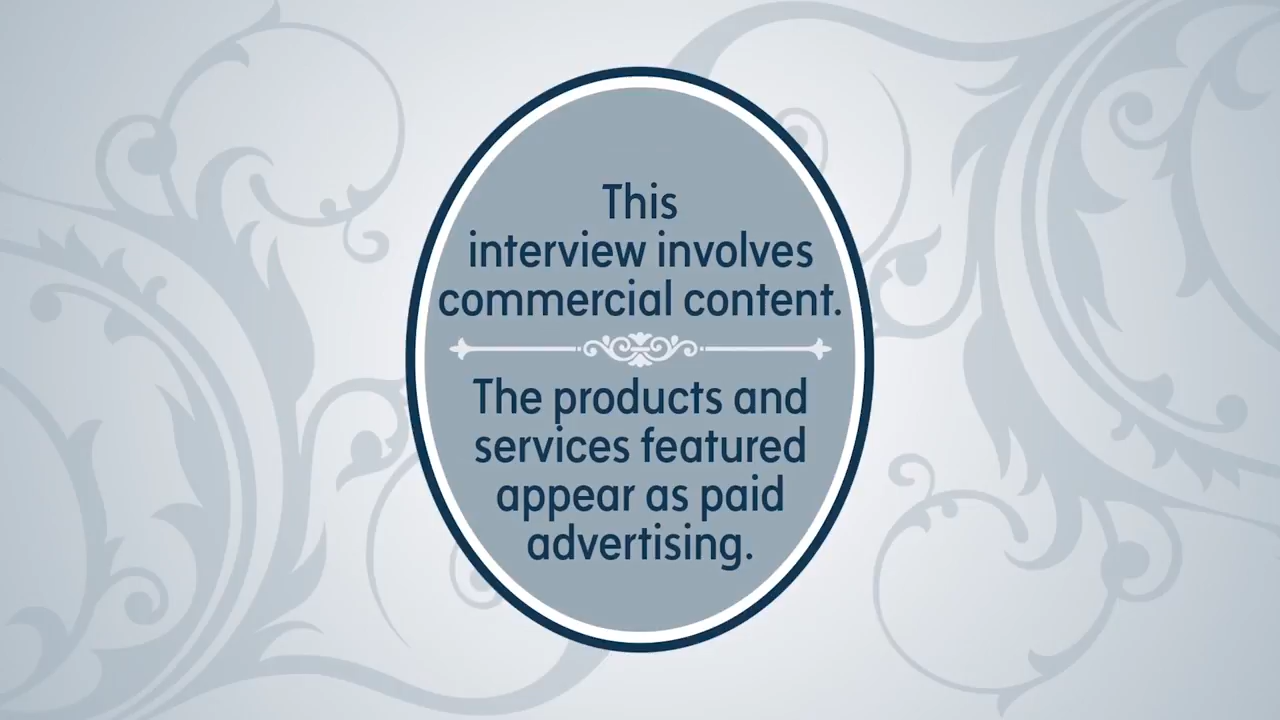 This
interview involves
commercial content.
The products and
services featured
appear as paid
advertising.